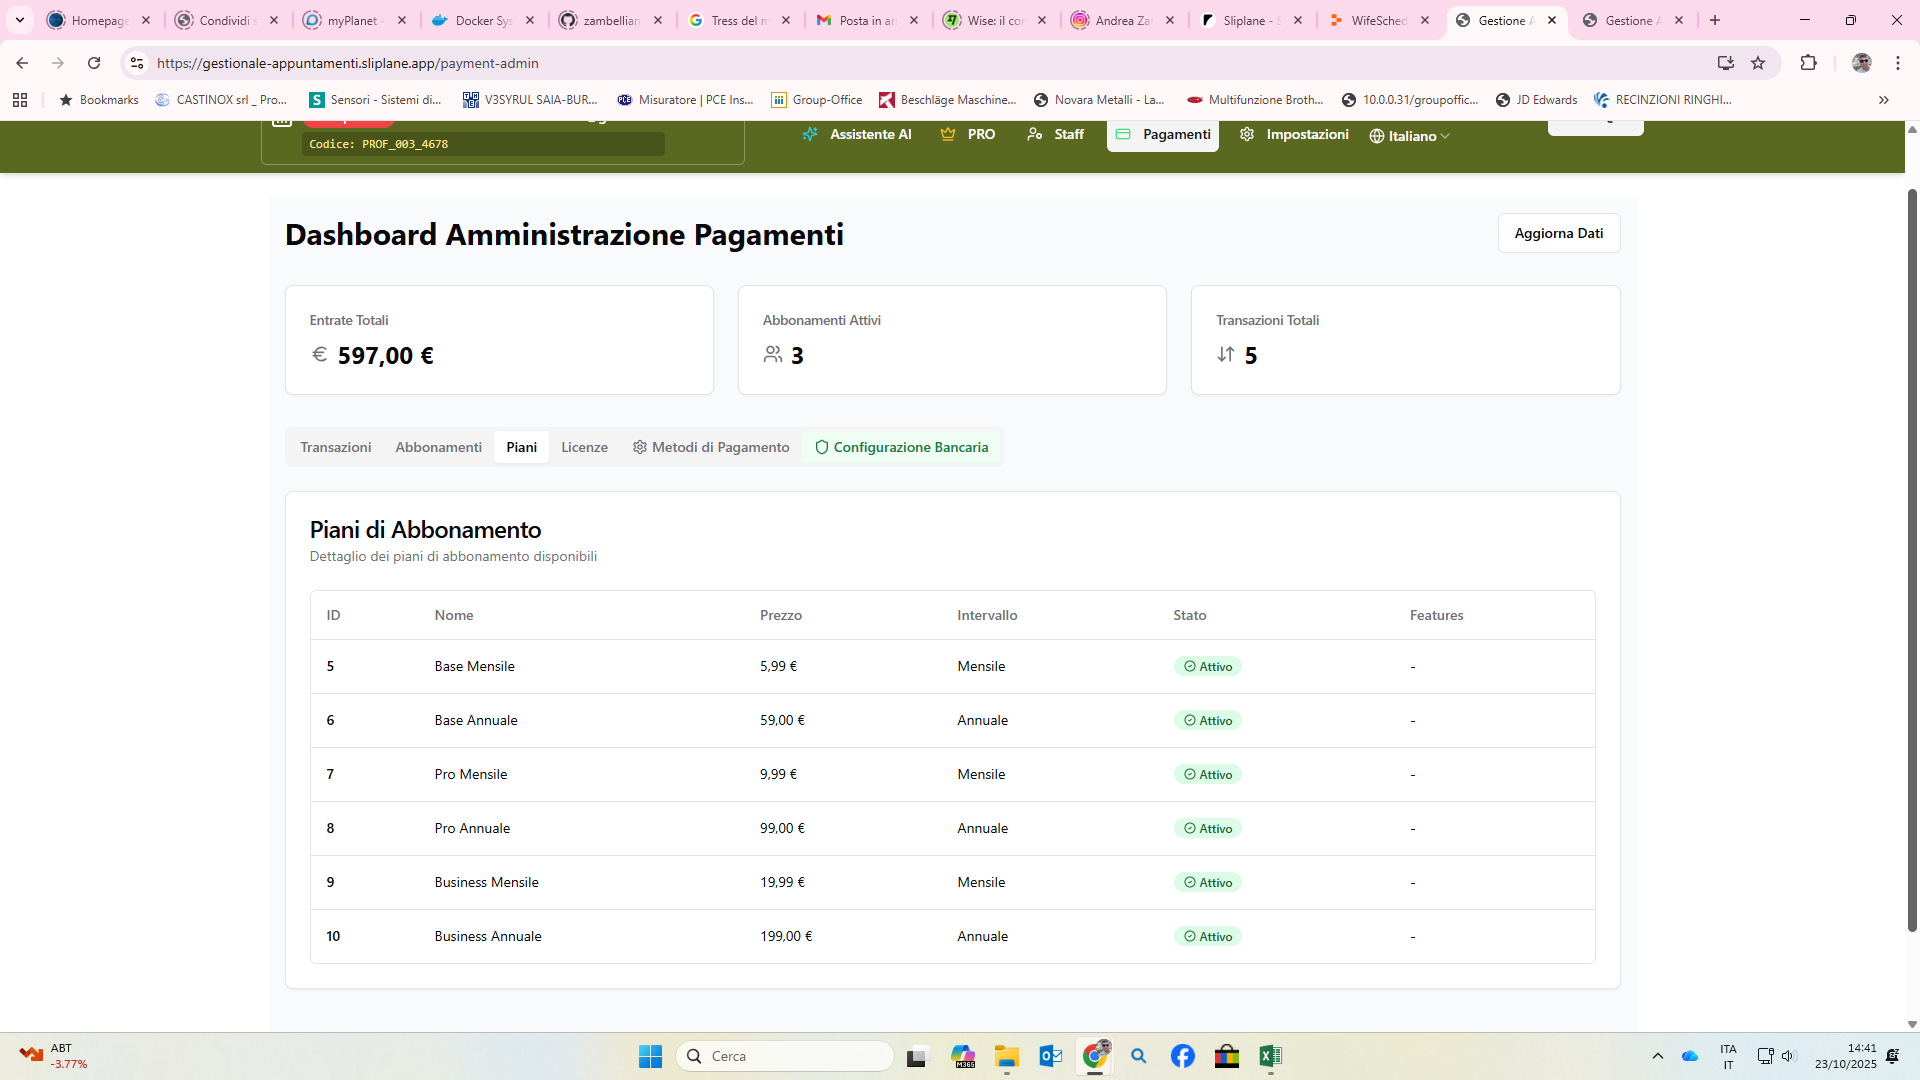 Homepage
Condividi s
myPlanet -
Docker Sys
zambellian
Tress del m
Posta in arr
Wise: il con
Andrea Zan
Sliplane - S
WifeSched
Gestione A
Gestione A
https://gestionale-appuntamenti.sliplane.app/payment-admin
Bookmarks
CASTINOX srl _ Pro...
Sensori - Sistemi di...
V3SYRUL SAIA-BUR...
Misuratore | PCE Ins...
Group-Office
Beschläge Maschine...
Novara Metalli - La...
Multifunzione Broth...
10.0.0.31/groupoffic...
JD Edwards
RECINZIONI RINGHI...
Codice: PROF_003_4678
Assistente AI
PRO
Staff
Pagamenti
Impostazioni
Italiano
Dashboard Amministrazione Pagamenti
Aggiorna Dati
Entrate Totali
€ 597,00 €
Abbonamenti Attivi
3
Transazioni Totali
5
Transazioni
Abbonamenti
Piani
Licenze
Metodi di Pagamento
Configurazione Bancaria
Piani di Abbonamento
Dettaglio dei piani di abbonamento disponibili
ID Nome Prezzo Intervallo Stato Features
5 Base Mensile 5,99 € Mensile Attivo -
6 Base Annuale 59,00 € Annuale Attivo -
7 Pro Mensile 9,99 € Mensile Attivo -
8 Pro Annuale 99,00 € Annuale Attivo -
9 Business Mensile 19,99 € Mensile Attivo -
10 Business Annuale 199,00 € Annuale Attivo -
ABT
-3.77%
Cerca
ITA
IT
14:41
23/10/2025